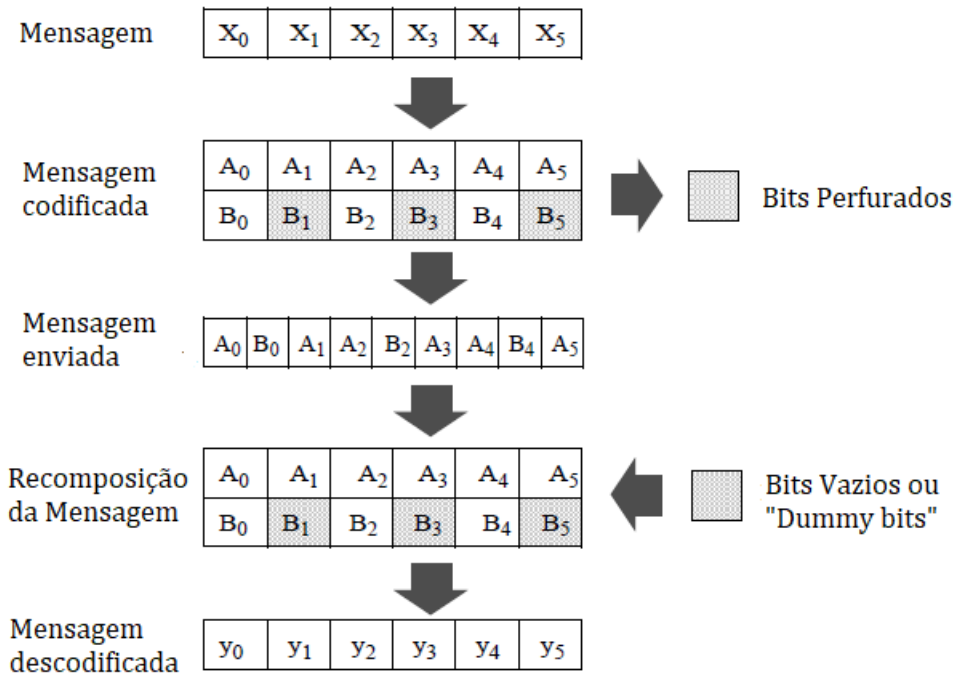 Mensagem
X0 X1 X2 X3 X4 X5
Mensagem
codificada
A0 A1 A2 A3 A4 A5
B0 B1 B2 B3 B4 B5
Bits Perfurados
Mensagem
enviada
A0 B0 A1 A2 B2 A3 A4 B4 A5
Recomposição
da Mensagem
A0 A1 A2 A3 A4 A5
B0 B1 B2 B3 B4 B5
Bits Vazios ou
"Dummy bits"
Mensagem
descodificada
y0 y1 y2 y3 y4 y5